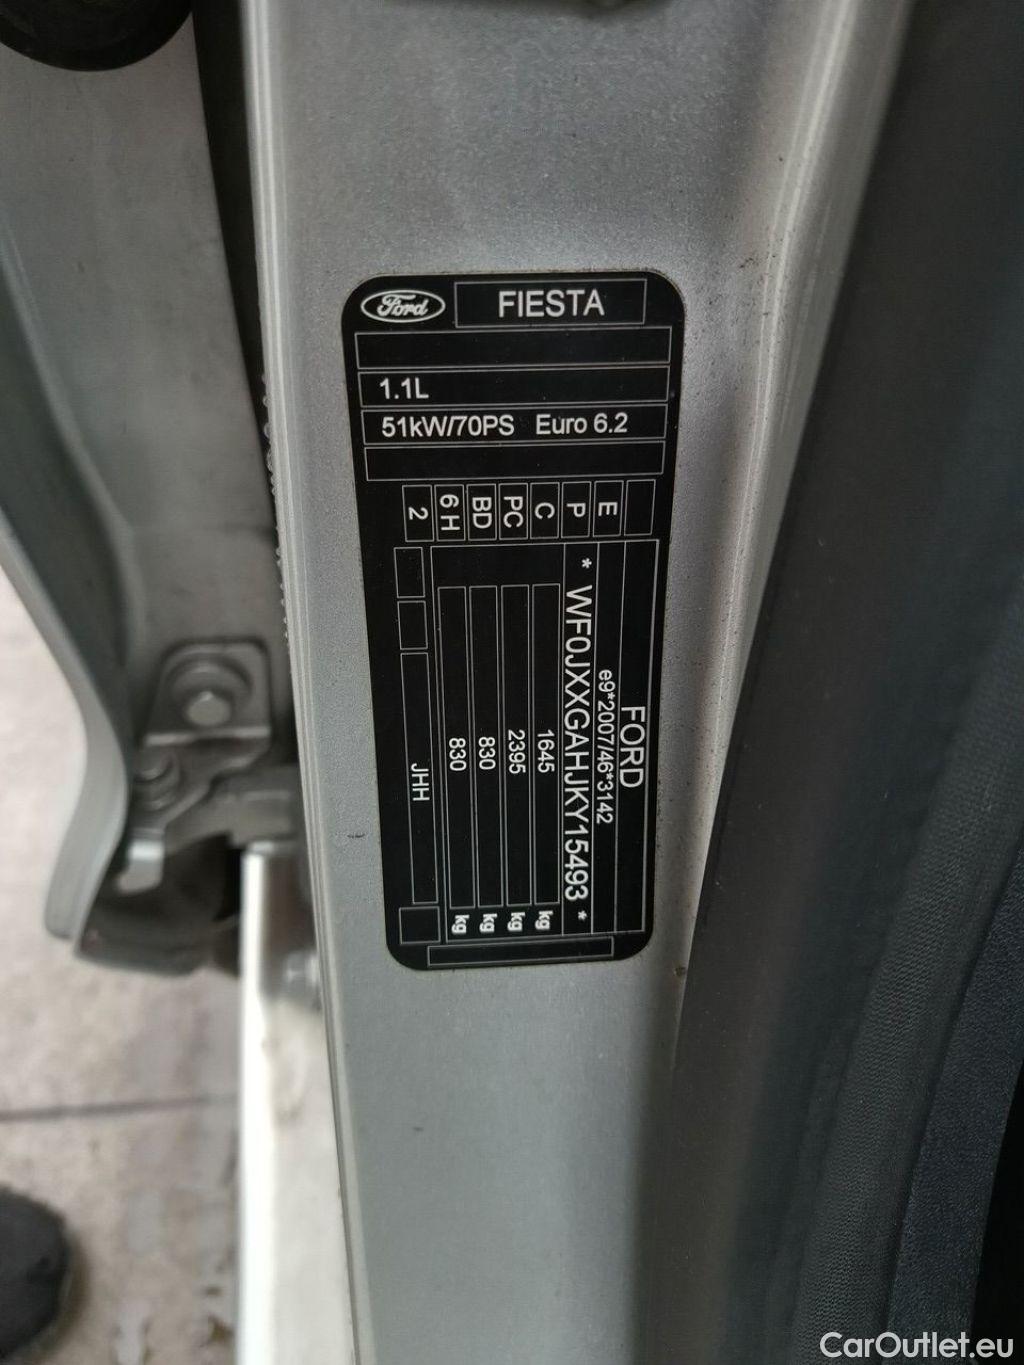 Ford FIESTA
1.1L
51kW/70PS Euro 6.2
FORD
e9*2007/46*3142
* WF0JXXGAHJKY15493 *
1645 kg
2395 kg
830 kg
830 kg
JHH
E
P
C
PC
BD
6 H
2
CarOutlet.eu